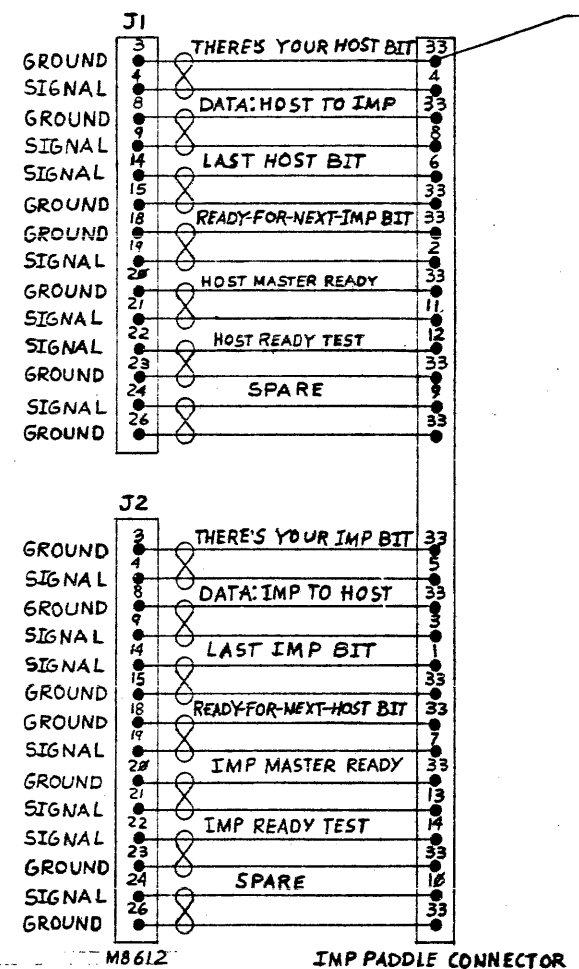 J1
3 THERE'S YOUR HOST BIT 33
GROUND
4 4
SIGNAL
8 DATA: HOST TO IMP 33
GROUND
9 8
SIGNAL
14 LAST HOST BIT 6
SIGNAL
15 33
GROUND
18 READY-FOR-NEXT-IMP BIT 33
GROUND
19 2
SIGNAL
20 HOST MASTER READY 33
GROUND
21 11
SIGNAL
22 HOST READY TEST 12
SIGNAL
23 33
GROUND
24 SPARE 9
SIGNAL
26 33
GROUND
J2
3 THERE'S YOUR IMP BIT 33
GROUND
4 5
SIGNAL
8 DATA: IMP TO HOST 33
GROUND
9 3
SIGNAL
14 LAST IMP BIT 1
SIGNAL
15 33
GROUND
18 READY-FOR-NEXT-HOST BIT 33
GROUND
19 7
SIGNAL
20 IMP MASTER READY 33
GROUND
21 13
SIGNAL
22 IMP READY TEST 14
SIGNAL
23 33
GROUND
24 SPARE 10
SIGNAL
26 33
GROUND
M8612 IMP PADDLE CONNECTOR